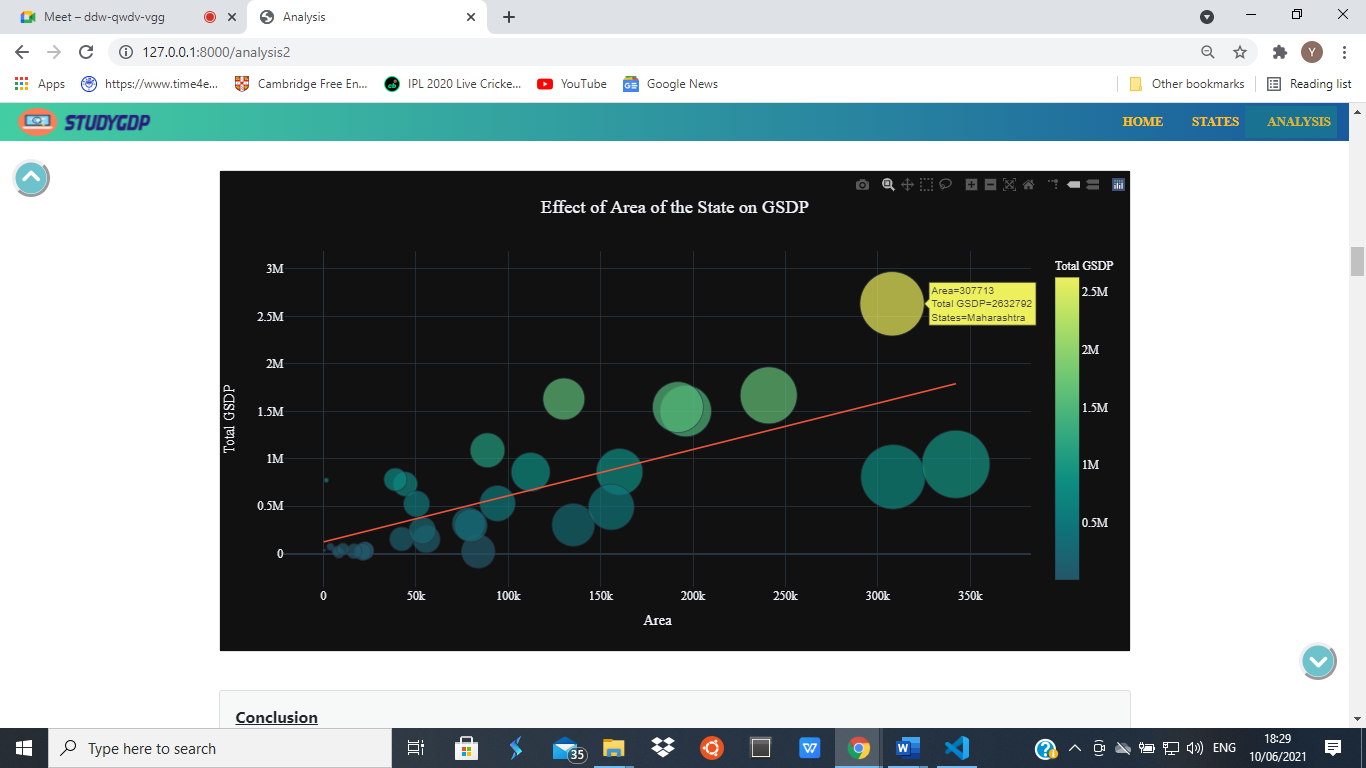 Meet – ddw-qwdv-vgg
Analysis
127.0.0.1:8000/analysis2
Y
Apps
https://www.time4e...
Cambridge Free En...
IPL 2020 Live Cricke...
YouTube
Google News
Other bookmarks
Reading list
STUDYGDP
HOME
STATES
ANALYSIS
Effect of Area of the State on GSDP
Total GSDP
3M
2.5M
2M
1.5M
1M
0.5M
0
Area=307713
Total GSDP=2632792
States=Maharashtra
Total GSDP
2.5M
2M
1.5M
1M
0.5M
0
50k
100k
150k
200k
250k
300k
350k
Area
Conclusion
Type here to search
35
ENG
18:29
10/06/2021